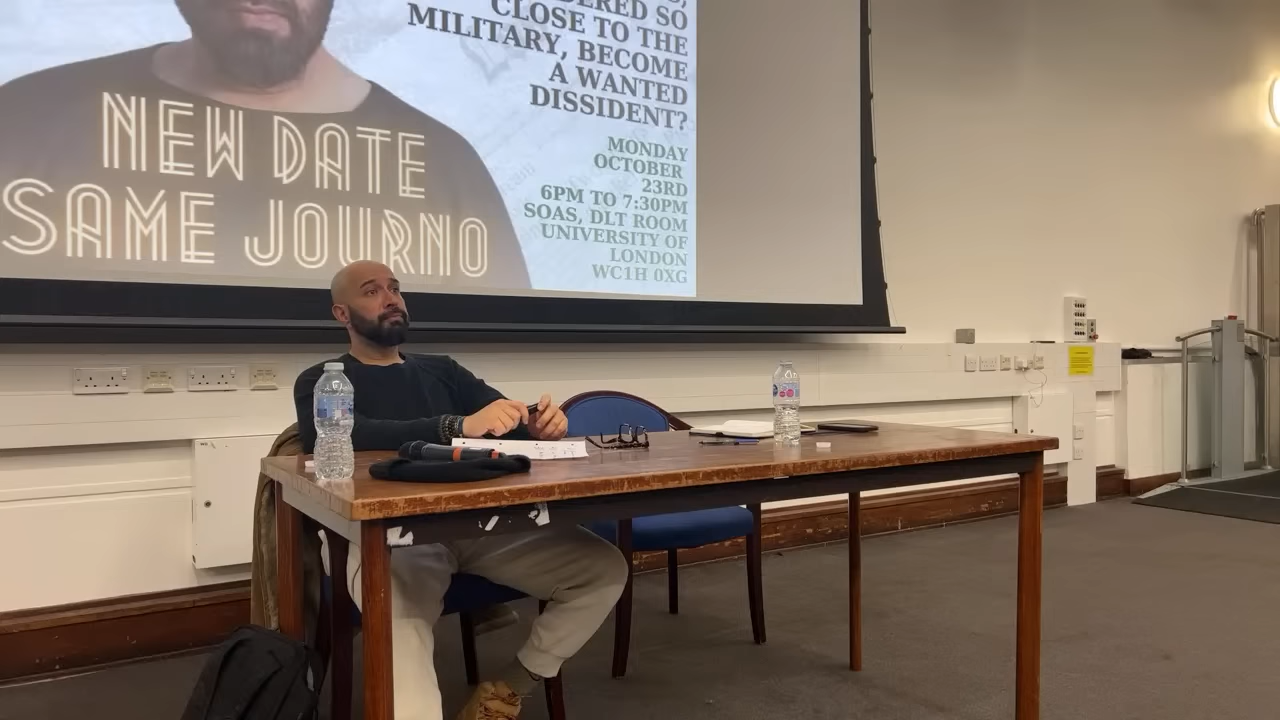 SO
CLOSE TO THE
MILITARY, BECOME
A WANTED
DISSIDENT?
NEW DATE
SAME JOURNO
MONDAY
OCTOBER
23RD
6PM TO 7:30PM
SOAS, DLT ROOM
UNIVERSITY OF
LONDON
WC1H 0XG